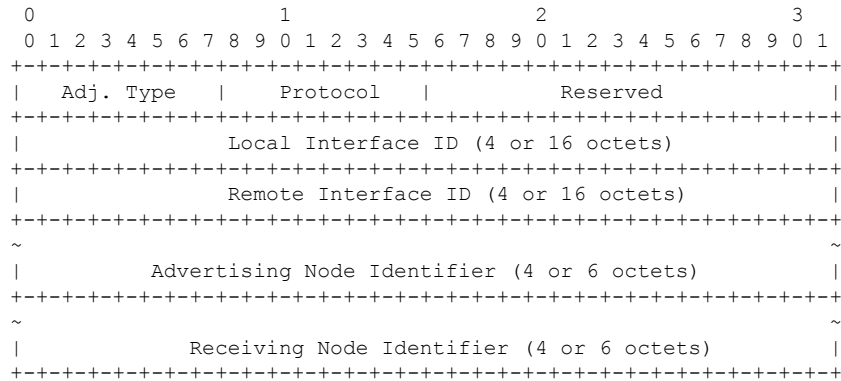 0                   1                   2                   3
 0 1 2 3 4 5 6 7 8 9 0 1 2 3 4 5 6 7 8 9 0 1 2 3 4 5 6 7 8 9 0 1
+-+-+-+-+-+-+-+-+-+-+-+-+-+-+-+-+-+-+-+-+-+-+-+-+-+-+-+-+-+-+-+-+
|   Adj. Type   |    Protocol   |          Reserved             |
+-+-+-+-+-+-+-+-+-+-+-+-+-+-+-+-+-+-+-+-+-+-+-+-+-+-+-+-+-+-+-+-+
|                Local Interface ID (4 or 16 octets)            |
+-+-+-+-+-+-+-+-+-+-+-+-+-+-+-+-+-+-+-+-+-+-+-+-+-+-+-+-+-+-+-+-+
|                Remote Interface ID (4 or 16 octets)           |
+-+-+-+-+-+-+-+-+-+-+-+-+-+-+-+-+-+-+-+-+-+-+-+-+-+-+-+-+-+-+-+-+
~                                                               ~
|          Advertising Node Identifier (4 or 6 octets)          |
+-+-+-+-+-+-+-+-+-+-+-+-+-+-+-+-+-+-+-+-+-+-+-+-+-+-+-+-+-+-+-+-+
~                                                               ~
|             Receiving Node Identifier (4 or 6 octets)         |
+-+-+-+-+-+-+-+-+-+-+-+-+-+-+-+-+-+-+-+-+-+-+-+-+-+-+-+-+-+-+-+-+